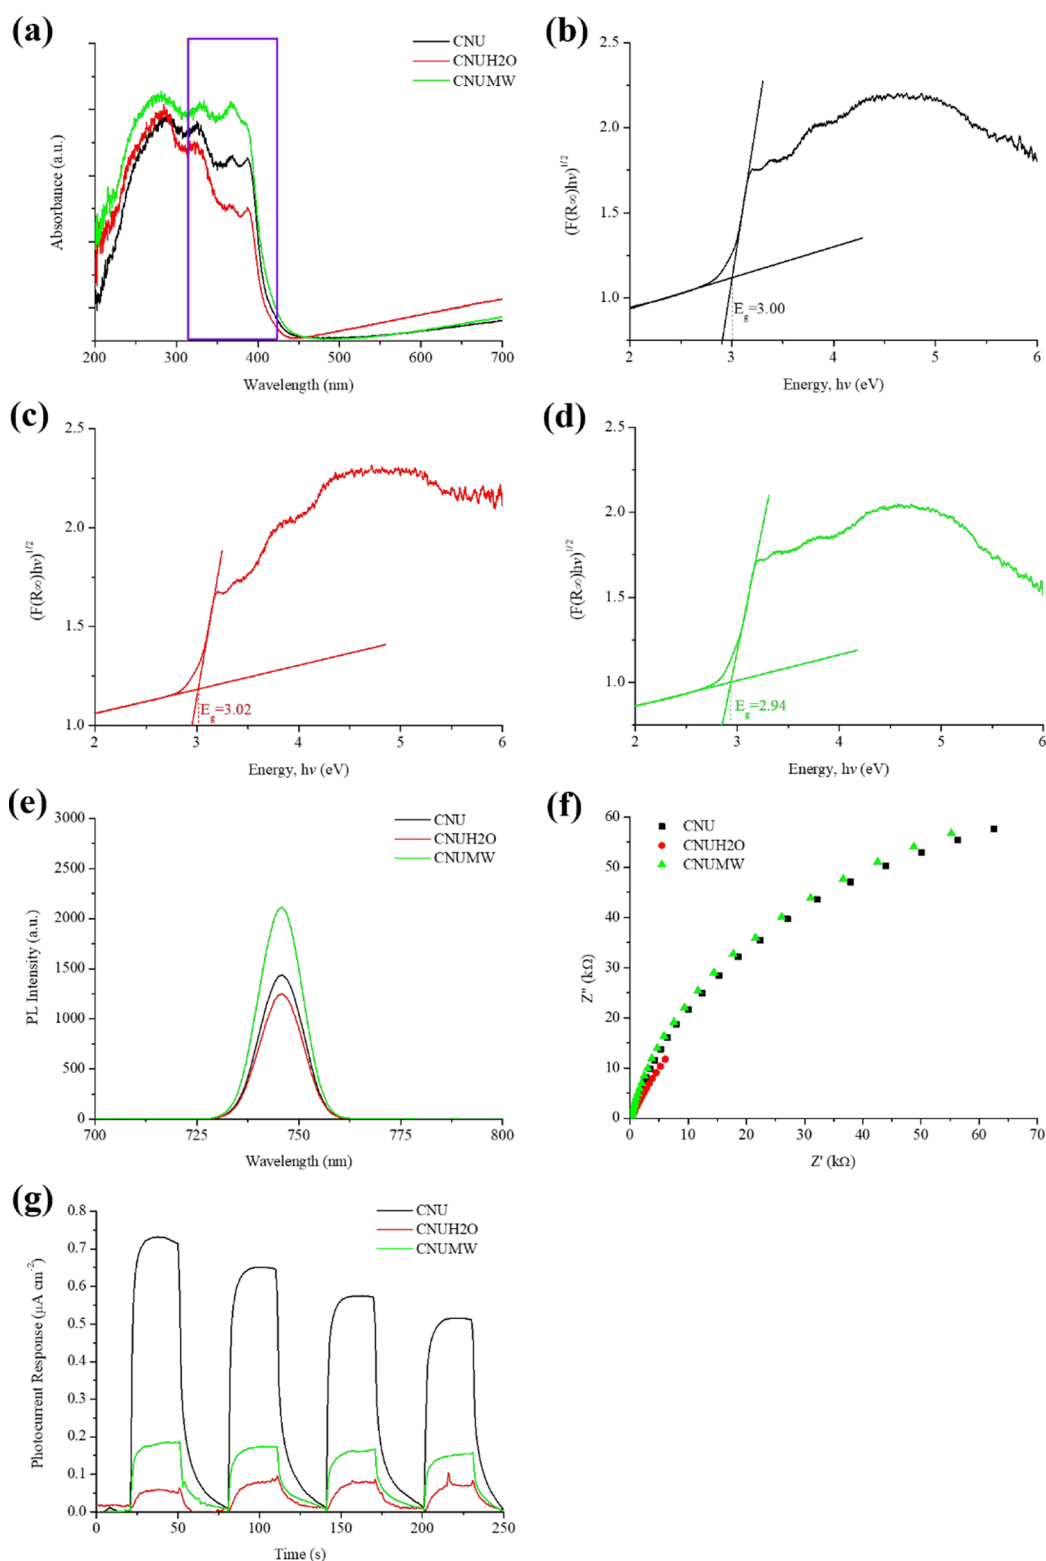 (a)
CNU
CNUH2O
CNUMW
Absorbance (a.u.)
200 300 400 500 600 700
Wavelength (nm)
(b)
2.5
2.0
1.5
1.0
(F(R∞)hν)1/2
Eg=3.00
2 3 4 5 6
Energy, hν (eV)
(c)
2.5
2.0
1.5
1.0
(F(R∞)hν)1/2
Eg=3.02
2 3 4 5 6
Energy, hν (eV)
(d)
2.5
2.0
1.5
1.0
(F(R∞)hν)1/2
Eg=2.94
2 3 4 5 6
Energy, hν (eV)
(e)
3000
2500
2000
1500
1000
500
0
PL Intensity (a.u.)
CNU
CNUH2O
CNUMW
700 725 750 775 800
Wavelength (nm)
(f)
60
50
40
30
20
10
0
Z'' (kΩ)
CNU
CNUH2O
CNUMW
0 10 20 30 40 50 60 70
Z' (kΩ)
(g)
0.8
0.7
0.6
0.5
0.4
0.3
0.2
0.1
0.0
Photocurrent Response (μA cm-2)
CNU
CNUH2O
CNUMW
0 50 100 150 200 250
Time (s)